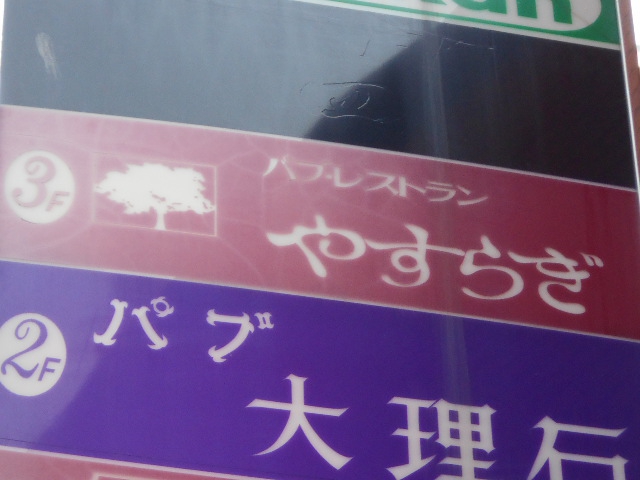 3F
パブ・レストラン
やすらぎ
2F
パブ
大理石